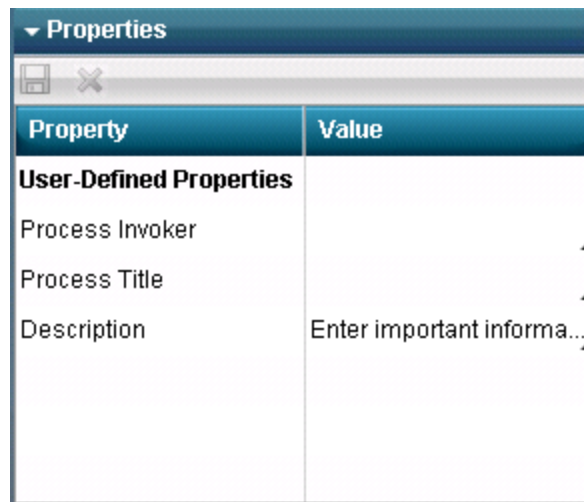 Properties
Property Value
User-Defined Properties
Process Invoker
Process Title
Description Enter important informa...